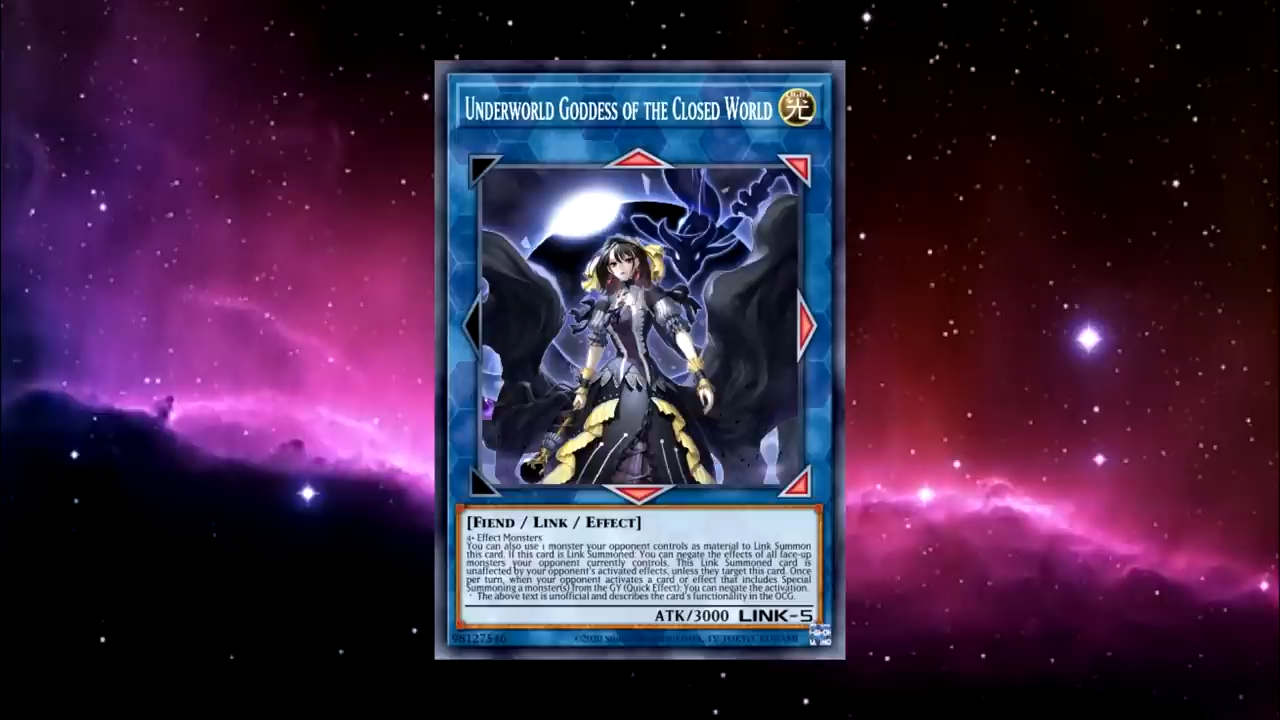 UNDERWORLD GODDESS OF THE CLOSED WORLD
LIGHT
光
[FIEND / LINK / EFFECT]
4+ Effect Monsters
You can also use 1 monster your opponent controls as material to Link Summon
this card. If this card is Link Summoned: You can negate the effects of all face-up
monsters your opponent currently controls. This Link Summoned card is
unaffected by your opponent's activated effects, unless they target this card. Once
per turn, when your opponent activates a card or effect that includes Special
Summoning a monster(s) from the GY (Quick Effect): You can negate the activation.
* The above text is unofficial and describes the card's functionality in the OCG.
ATK/3000 LINK-5
98127546
©2020 TV TOKYO, KONAMI